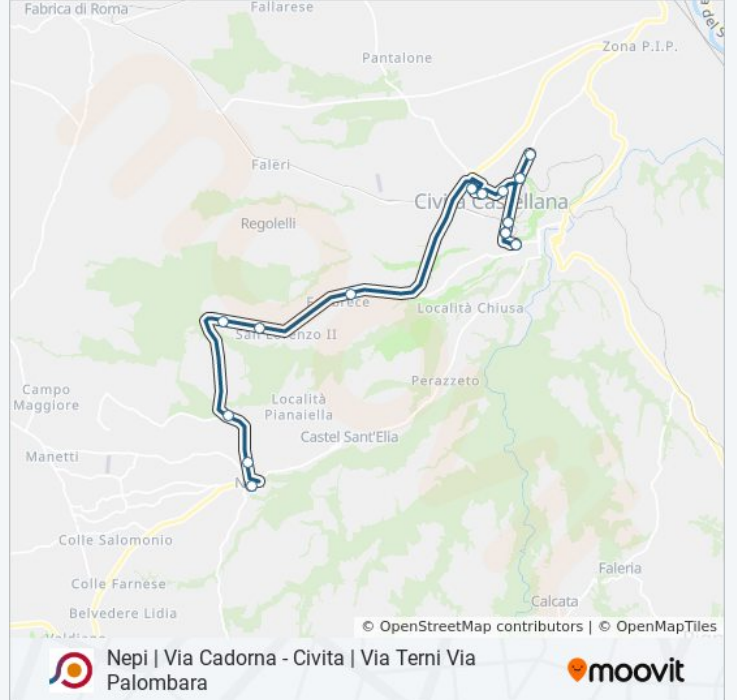 Fabrica di Roma
Fallarese
Pantalone
Zona P.I.P.
Faleri
Civita Castellana
Regolelli
Località Chiusa
San Lorenzo II
Perazzeto
Campo
Maggiore
Località
Pianaiella
Castel Sant'Elia
Manetti
Colle Salomonio
Colle Farnese
Faleria
Belvedere Lidia
Calcata
© OpenStreetMap contributors | © OpenMapTiles
Nepi | Via Cadorna - Civita | Via Terni Via
Palombara
moovit